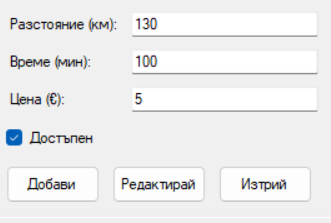 Разстояние (км): 130
Време (мин): 100
Цена (€): 5
Достъпен
Добави Редактирай Изтрий